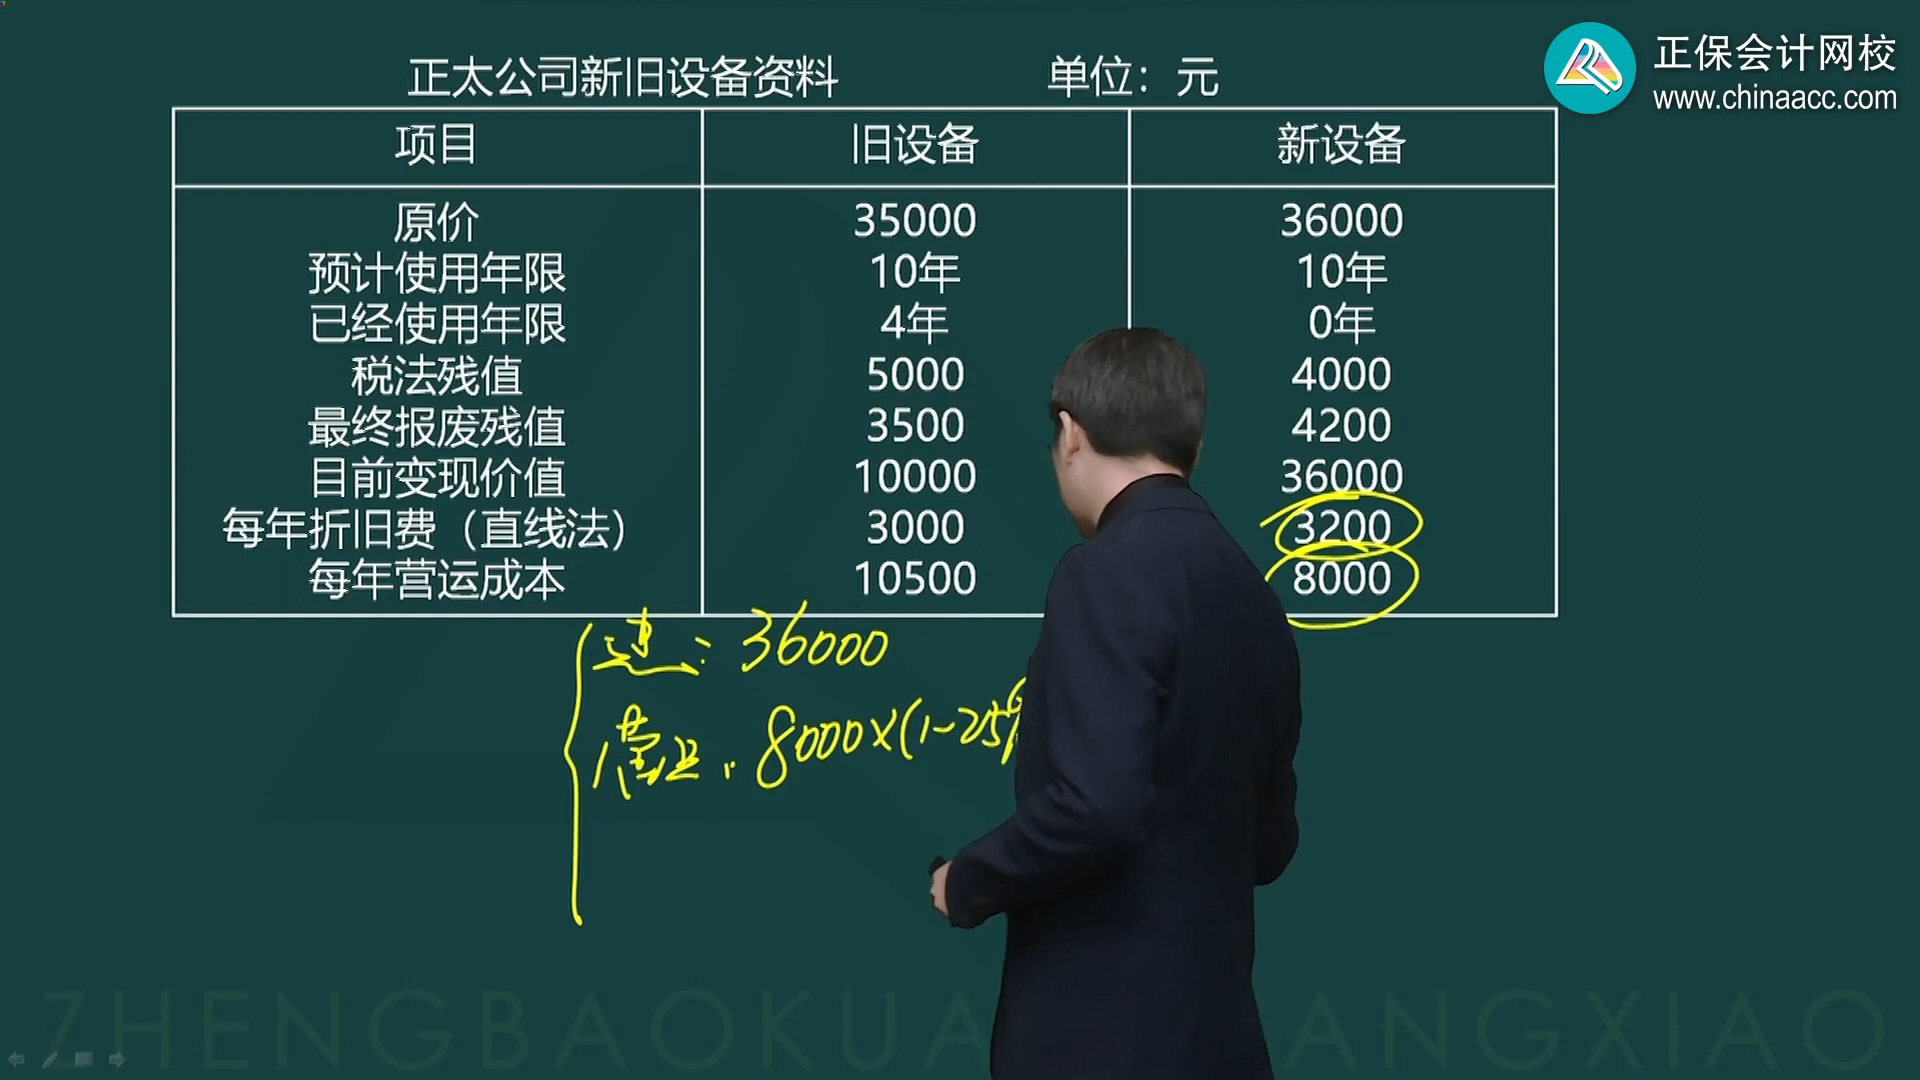 正保会计网校
www.chinaacc.com
正太公司新旧设备资料 单位：元
项目 旧设备 新设备
原价 35000 36000
预计使用年限 10年 10年
已经使用年限 4年 0年
税法残值 5000 4000
最终报废残值 3500 4200
目前变现价值 10000 36000
每年折旧费（直线法） 3000 3200
每年营运成本 10500 8000
建：36000
营业：8000×(1-25%
ZHENGBAOKUA ANGXIAO